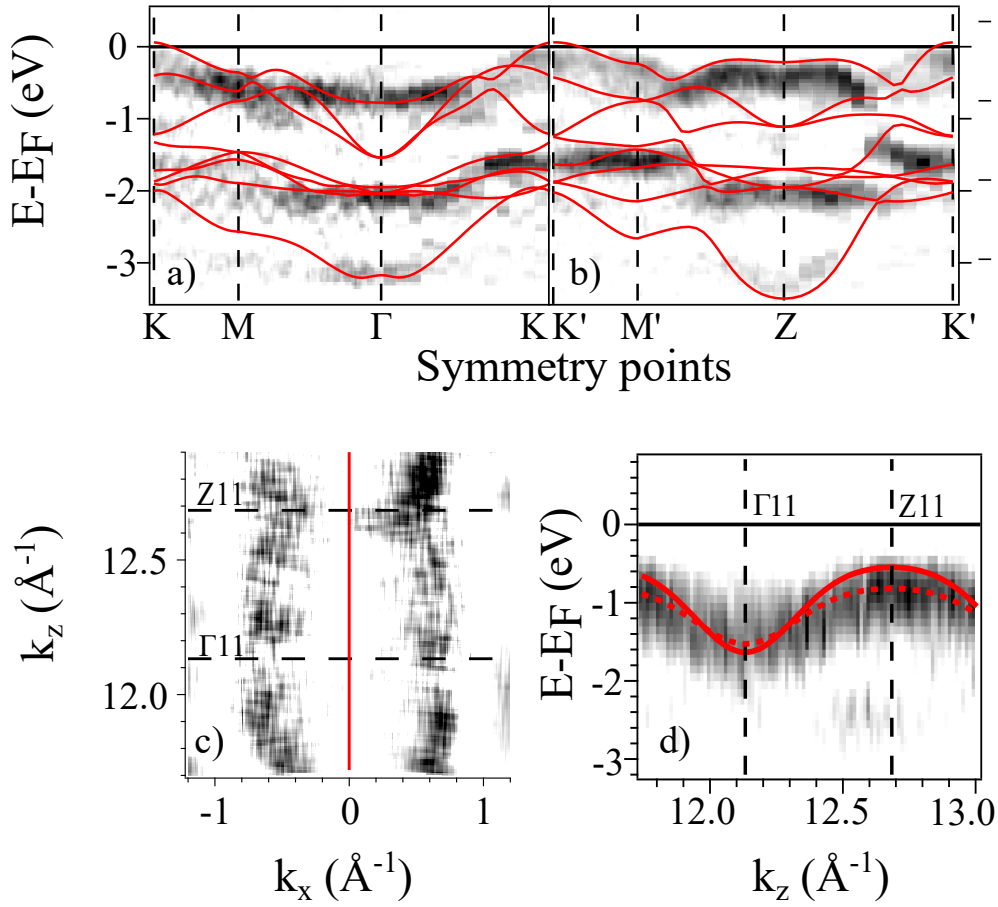 E-E_F (eV)
0
-1
-2
-3
a)
b)
K
M
Γ
K
K'
M'
Z
K'
Symmetry points
k_z (Å⁻¹)
12.5
12.0
Z11
Γ11
c)
-1
0
1
k_x (Å⁻¹)
E-E_F (eV)
0
-1
-2
-3
Γ11
Z11
d)
12.0
12.5
13.0
k_z (Å⁻¹)